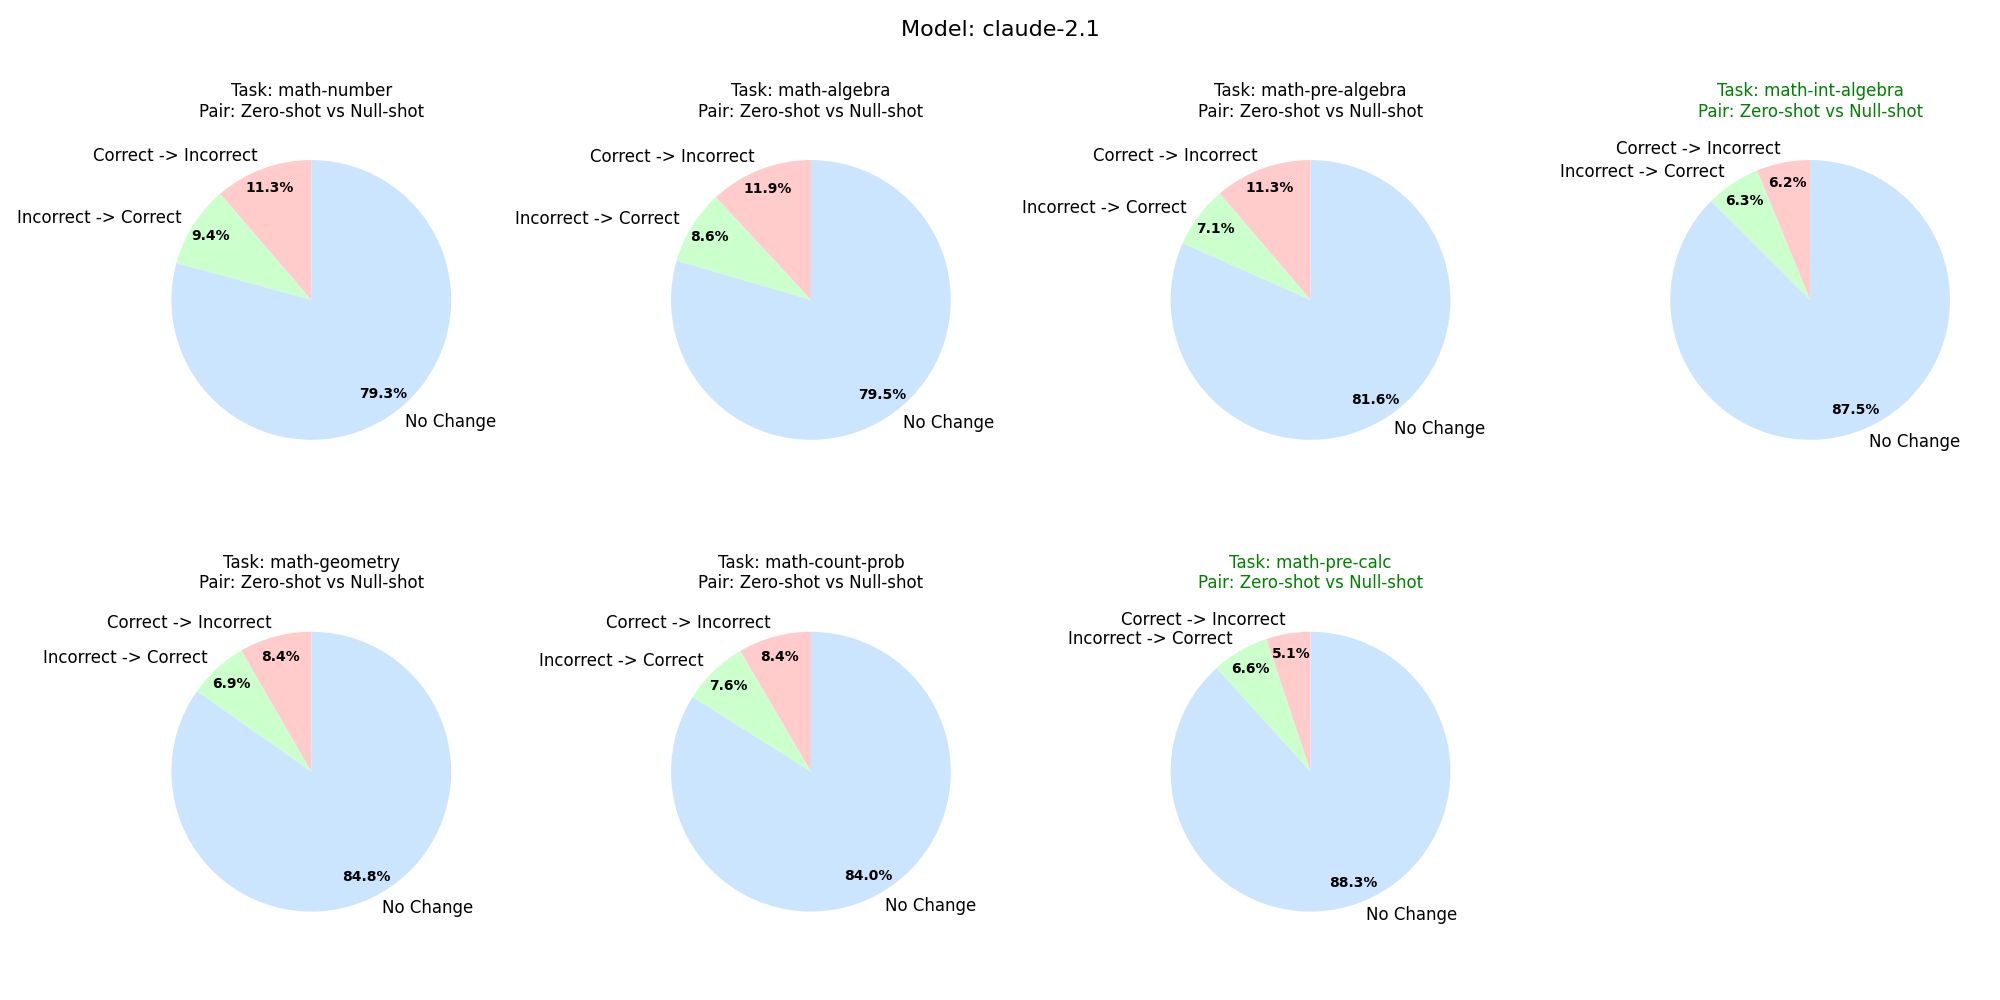 Model: claude-2.1
Task: math-number
Pair: Zero-shot vs Null-shot
Correct -> Incorrect
11.3%
Incorrect -> Correct
9.4%
79.3%
No Change
Task: math-algebra
Pair: Zero-shot vs Null-shot
Correct -> Incorrect
11.9%
Incorrect -> Correct
8.6%
79.5%
No Change
Task: math-pre-algebra
Pair: Zero-shot vs Null-shot
Correct -> Incorrect
11.3%
Incorrect -> Correct
7.1%
81.6%
No Change
Task: math-int-algebra
Pair: Zero-shot vs Null-shot
Correct -> Incorrect
6.2%
Incorrect -> Correct
6.3%
87.5%
No Change
Task: math-geometry
Pair: Zero-shot vs Null-shot
Correct -> Incorrect
8.4%
Incorrect -> Correct
6.9%
84.8%
No Change
Task: math-count-prob
Pair: Zero-shot vs Null-shot
Correct -> Incorrect
8.4%
Incorrect -> Correct
7.6%
84.0%
No Change
Task: math-pre-calc
Pair: Zero-shot vs Null-shot
Correct -> Incorrect
5.1%
Incorrect -> Correct
6.6%
88.3%
No Change